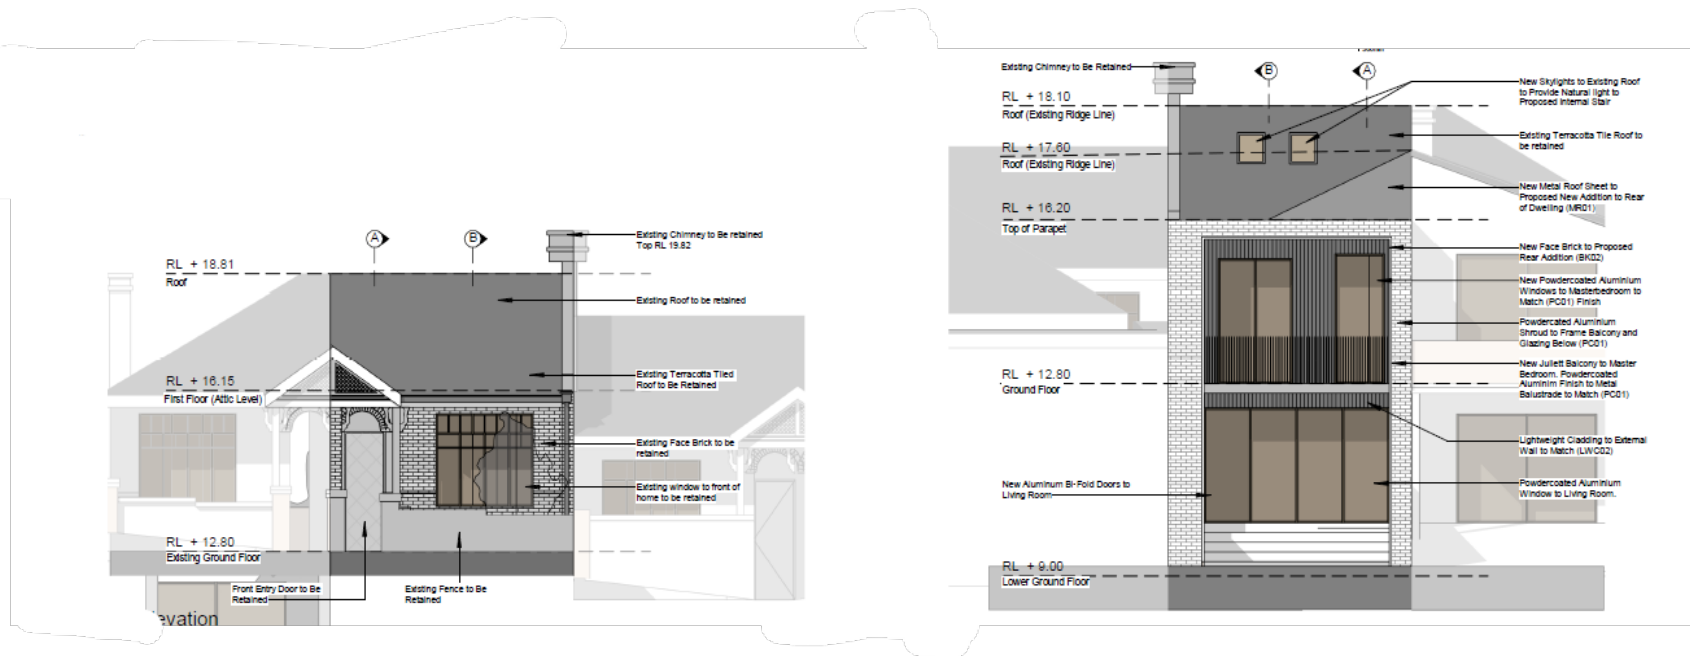 A
B
Existing Chimney to Be retained
Top RL 19.82
RL + 18.81
Roof
Existing Roof to be retained
Existing Terracotta Tiled
Roof to Be Retained
RL + 16.15
First Floor (Attic Level)
Existing Face Brick to be
retained
Existing window to front of
home to be retained
RL + 12.80
Existing Ground Floor
Front Entry Door to Be
Retained
Existing Fence to Be
Retained
evation
Existing Chimney to Be Retained
B
A
RL + 18.10
Roof (Existing Ridge Line)
RL + 17.60
Roof (Existing Ridge Line)
RL + 16.20
Top of Parapet
RL + 12.80
Ground Floor
New Aluminum Bi-Fold Doors to
Living Room
RL + 9.00
Lower Ground Floor
New Skylights to Existing Roof
to Provide Natural light to
Proposed Internal Stair
Existing Terracotta Tile Roof to
be retained
New Metal Roof Sheet to
Proposed New Addition to Rear
of Dwelling (MR01)
New Face Brick to Proposed
Rear Addition (BK02)
New Powdercoated Aluminium
Windows to Masterbedroom to
Match (PC01) Finish
Powdercated Aluminium
Shroud to Frame Balcony and
Glazing Below (PC01)
New Juliett Balcony to Master
Bedroom. Powdercoated
Aluminim Finish to Metal
Balustrade to Match (PC01)
Lightweight Cladding to External
Wall to Match (LWC02)
Powdercoated Aluminium
Window to Living Room.